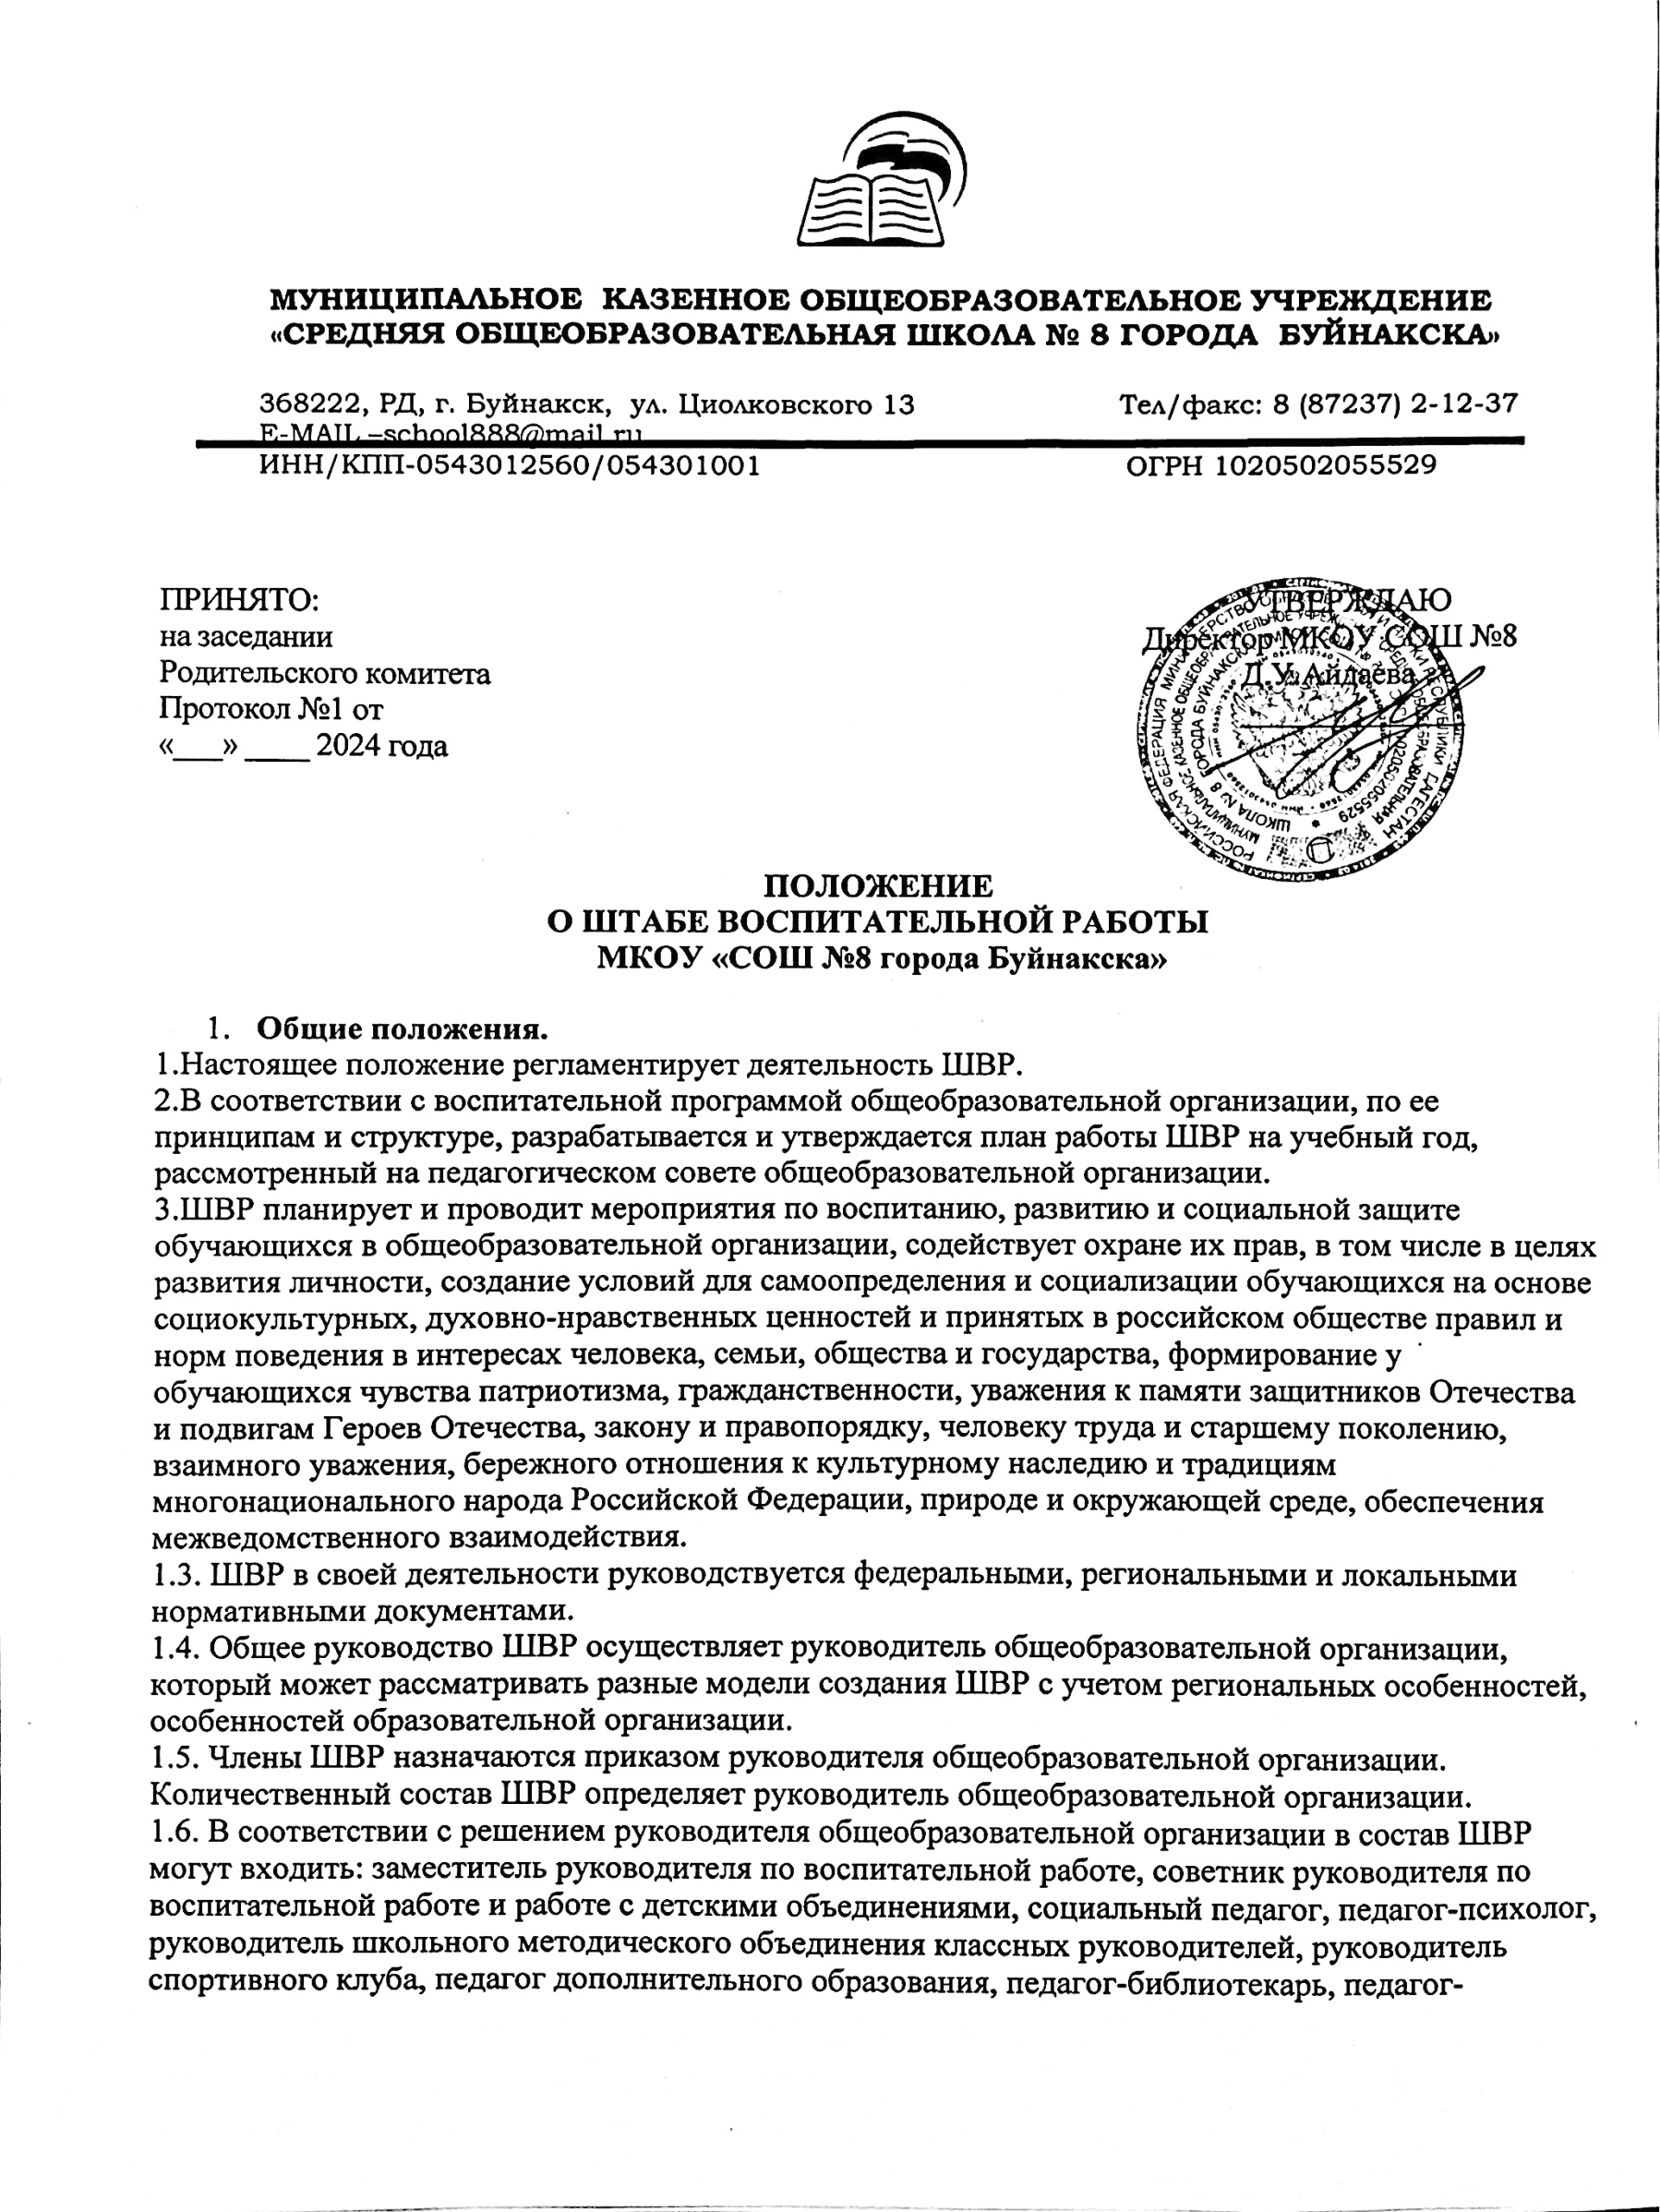 МУНИЦИПАЛЬНОЕ КАЗЕННОЕ ОБЩЕОБРАЗОВАТЕЛЬНОЕ УЧРЕЖДЕНИЕ
«СРЕДНЯЯ ОБЩЕОБРАЗОВАТЕЛЬНАЯ ШКОЛА № 8 ГОРОДА БУЙНАКСКА»
368222, РД, г. Буйнакск, ул. Циолковского 13 Тел/факс: 8 (87237) 2-12-37
E-MAIL –school888@mail.ru
ИНН/КПП-0543012560/054301001 ОГРН 1020502055529
ПРИНЯТО:
на заседании
Родительского комитета
Протокол №1 от
«___» ____ 2024 года
УТВЕРЖДАЮ
Директор МКОУ СОШ №8
Д.У. Айдаева
ПОЛОЖЕНИЕ
О ШТАБЕ ВОСПИТАТЕЛЬНОЙ РАБОТЫ
МКОУ «СОШ №8 города Буйнакска»
1. Общие положения.
1.Настоящее положение регламентирует деятельность ШВР.
2.В соответствии с воспитательной программой общеобразовательной организации, по ее
принципам и структуре, разрабатывается и утверждается план работы ШВР на учебный год,
рассмотренный на педагогическом совете общеобразовательной организации.
3.ШВР планирует и проводит мероприятия по воспитанию, развитию и социальной защите
обучающихся в общеобразовательной организации, содействует охране их прав, в том числе в целях
развития личности, создание условий для самоопределения и социализации обучающихся на основе
социокультурных, духовно-нравственных ценностей и принятых в российском обществе правил и
норм поведения в интересах человека, семьи, общества и государства, формирование у
обучающихся чувства патриотизма, гражданственности, уважения к памяти защитников Отечества
и подвигам Героев Отечества, закону и правопорядку, человеку труда и старшему поколению,
взаимного уважения, бережного отношения к культурному наследию и традициям
многонационального народа Российской Федерации, природе и окружающей среде, обеспечения
межведомственного взаимодействия.
1.3. ШВР в своей деятельности руководствуется федеральными, региональными и локальными
нормативными документами.
1.4. Общее руководство ШВР осуществляет руководитель общеобразовательной организации,
который может рассматривать разные модели создания ШВР с учетом региональных особенностей,
особенностей образовательной организации.
1.5. Члены ШВР назначаются приказом руководителя общеобразовательной организации.
Количественный состав ШВР определяет руководитель общеобразовательной организации.
1.6. В соответствии с решением руководителя общеобразовательной организации в состав ШВР
могут входить: заместитель руководителя по воспитательной работе, советник руководителя по
воспитательной работе и работе с детскими объединениями, социальный педагог, педагог-психолог,
руководитель школьного методического объединения классных руководителей, руководитель
спортивного клуба, педагог дополнительного образования, педагог-библиотекарь, педагог-